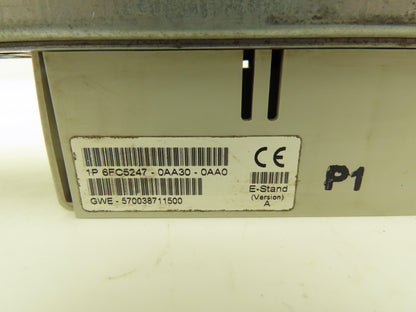 CE
1P 6FC5247 - 0AA30 - 0AA0
E-Stand
(Version)
A
GWE - 570038711500
P1